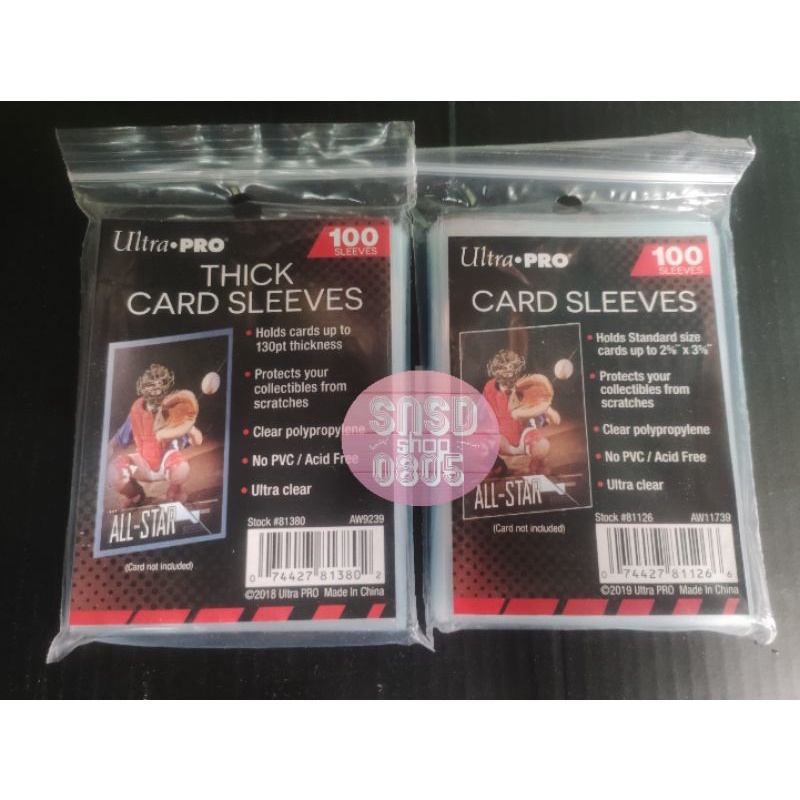 Ultra•PRO®
100
SLEEVES
THICK
CARD SLEEVES
• Holds cards up to
130pt thickness
• Protects your
collectibles from
scratches
• Clear polypropylene
• No PVC / Acid Free
• Ultra clear
ALL-STAR
(Card not included)
Stock #81380 AW9239
0 74427 81380 2
©2018 Ultra PRO Made In China
Ultra•PRO®
100
SLEEVES
CARD SLEEVES
• Holds Standard size
cards up to 2⅝" x 3⅝"
• Protects your
collectibles from
scratches
• Clear polypropylene
• No PVC / Acid Free
• Ultra clear
ALL-STAR
(Card not included)
Stock #81126 AW11739
0 74427 81126 6
©2019 Ultra PRO Made In China
SNSD
shop
0805